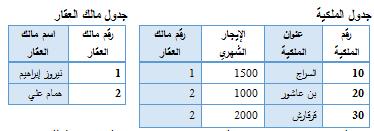 جدول الملكية
رقم الملكية | عنوان الملكية | الإيجار الشهري | رقم مالك العقار
10 | السراج | 1500 | 1
20 | بن عاشور | 1000 | 2
30 | قرقارش | 2000 | 2
جدول مالك العقار
رقم مالك العقار | اسم مالك العقار
1 | نيروز إبراهيم
2 | همام علي